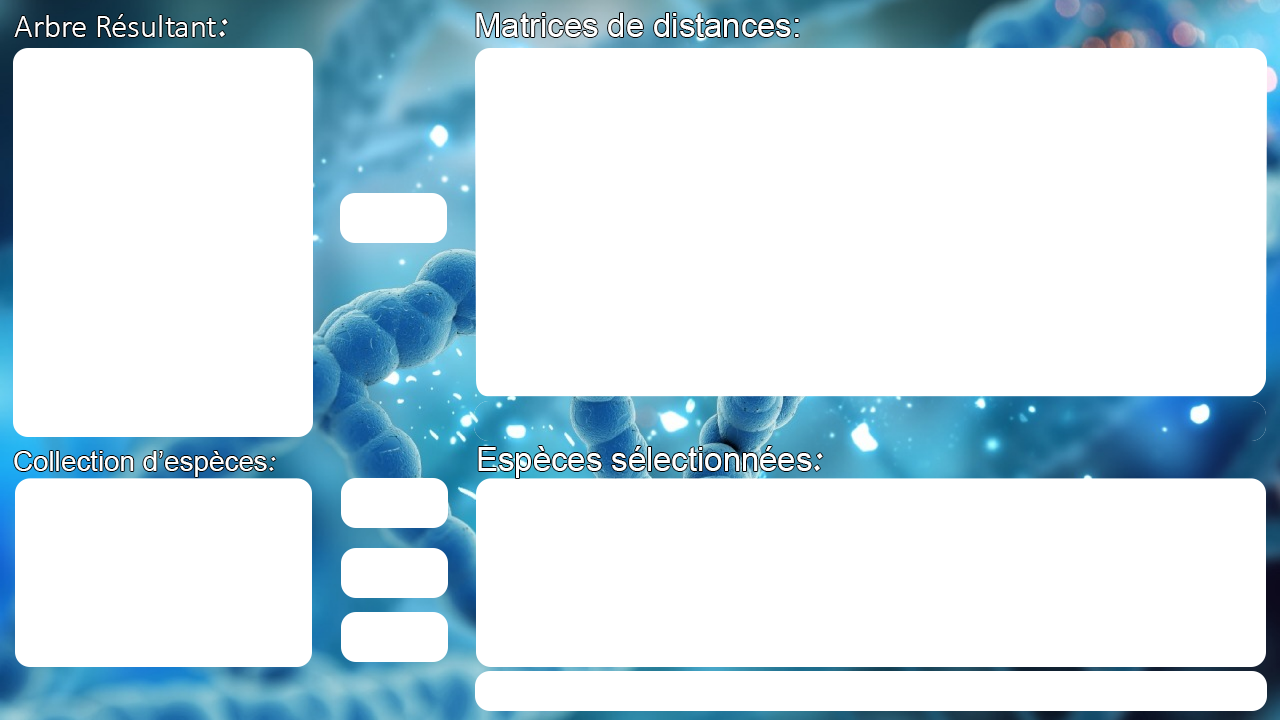 Arbre Résultant:
Matrices de distances:
Collection d’espèces:
Espèces sélectionnées: